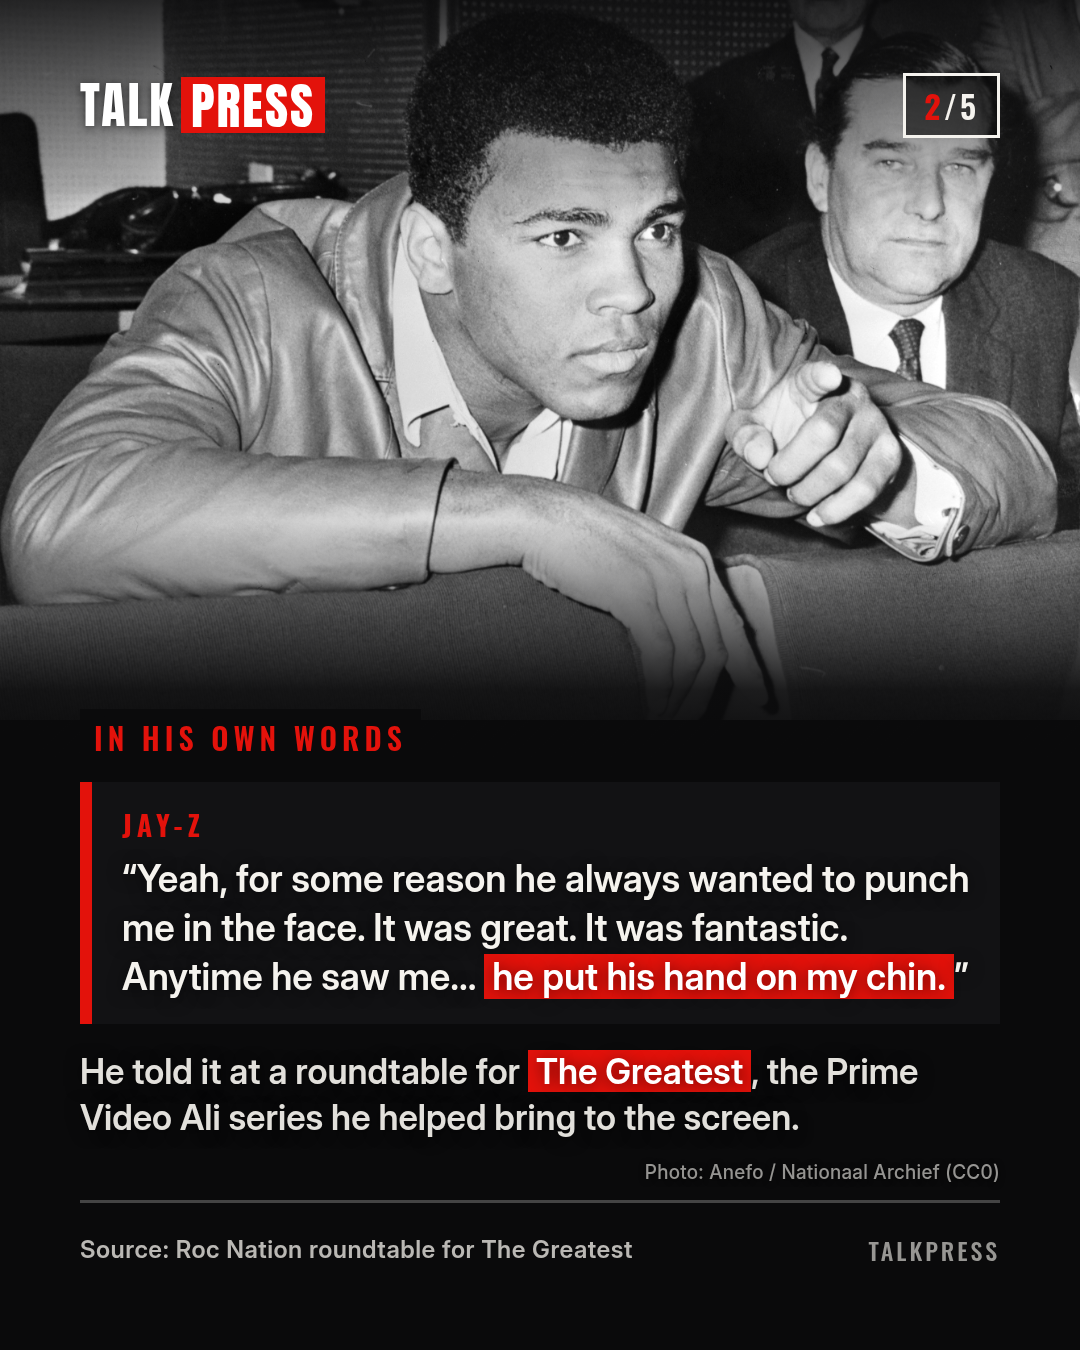 TALK PRESS
2/5
IN HIS OWN WORDS
JAY-Z
“Yeah, for some reason he always wanted to punch
me in the face. It was great. It was fantastic.
Anytime he saw me... he put his hand on my chin.”
He told it at a roundtable for The Greatest, the Prime
Video Ali series he helped bring to the screen.
Photo: Anefo / Nationaal Archief (CC0)
Source: Roc Nation roundtable for The Greatest
TALKPRESS